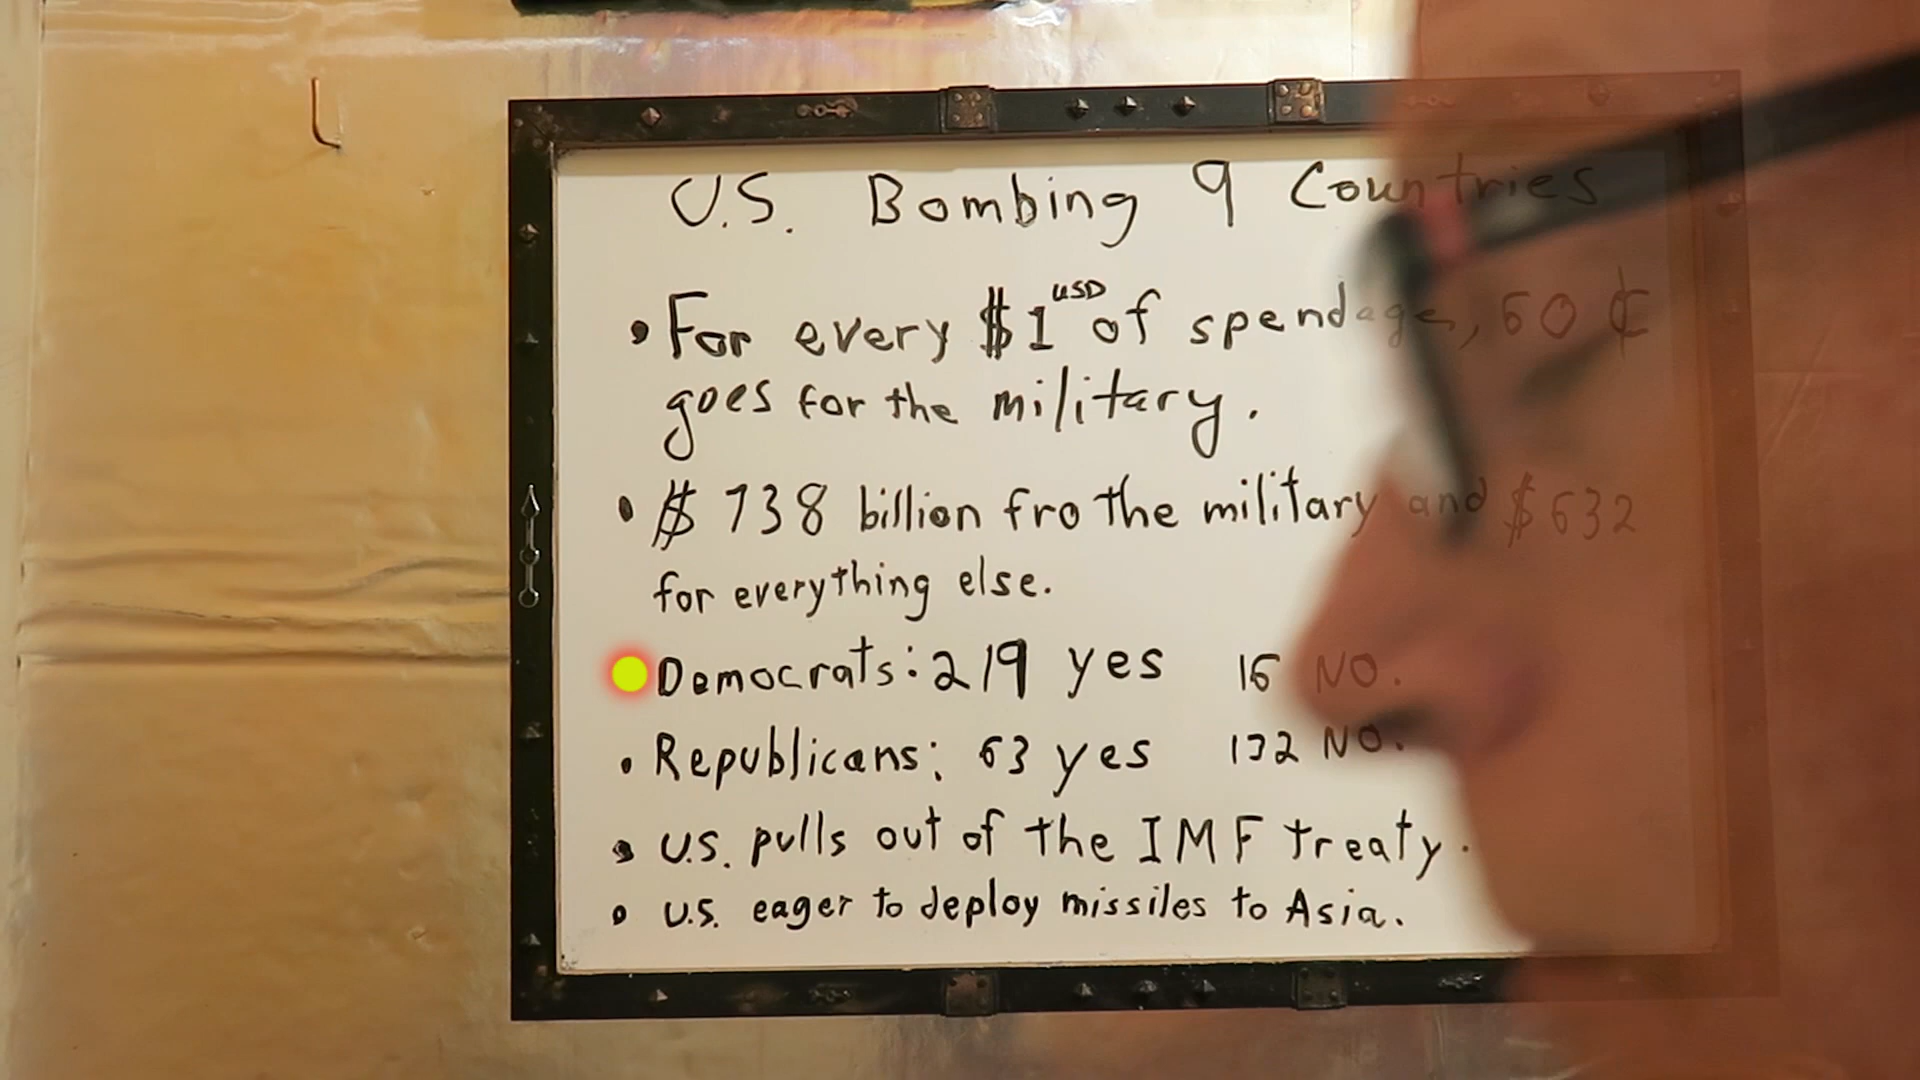 U.S. Bombing 9 Countries
• For every $1 USD of spendages, 60 ¢
goes for the military.
• $738 billion fro the military and $632
for everything else.
Democrats: 219 yes 16 NO.
• Republicans: 63 yes 132 NO.
• U.S. pulls out of the IMF treaty.
• U.S. eager to deploy missiles to Asia.